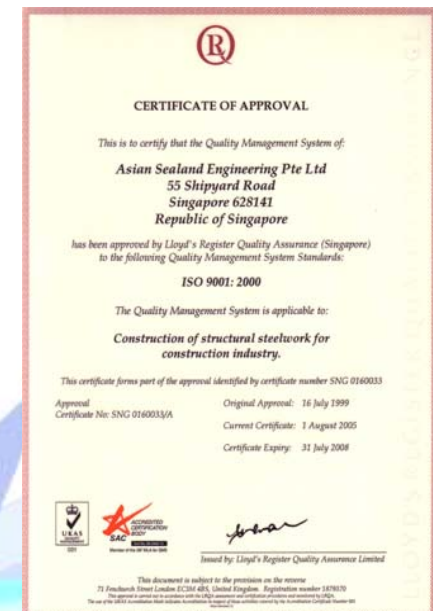 CERTIFICATE OF APPROVAL
This is to certify that the Quality Management System of:
Asian Sealand Engineering Pte Ltd
55 Shipyard Road
Singapore 628141
Republic of Singapore
has been approved by Lloyd's Register Quality Assurance (Singapore)
to the following Quality Management System Standards:
ISO 9001: 2000
The Quality Management System is applicable to:
Construction of structural steelwork for
construction industry.
This certificate forms part of the approval identified by certificate number SNG 0160033
Approval
Certificate No: SNG 0160033/A
Original Approval: 16 July 1999
Current Certificate: 1 August 2005
Certificate Expiry: 31 July 2008
UKAS
QUALITY
MANAGEMENT
001
SAC
ACCREDITED
CERTIFICATION
BODY
Issued by: Lloyd's Register Quality Assurance Limited
This document is subject to the provision on the reverse
71 Fenchurch Street London EC3M 4BS, United Kingdom. Registration number 1879370